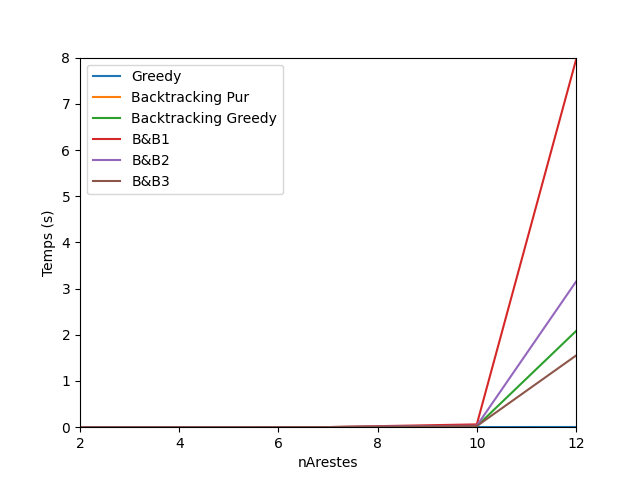 8
7
6
5
4
3
2
1
0
Temps (s)
Greedy
Backtracking Pur
Backtracking Greedy
B&B1
B&B2
B&B3
2 4 6 8 10 12
nArestes